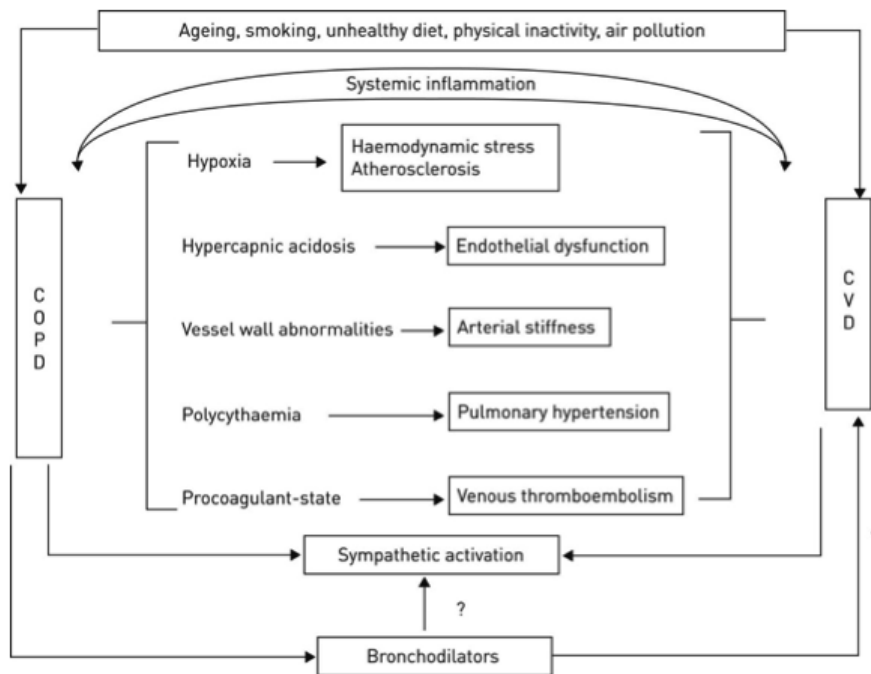 Ageing, smoking, unhealthy diet, physical inactivity, air pollution
Systemic inflammation
Hypoxia
Haemodynamic stress
Atherosclerosis
Hypercapnic acidosis
Endothelial dysfunction
C
O
P
D
C
V
D
Vessel wall abnormalities
Arterial stiffness
Polycythaemia
Pulmonary hypertension
Procoagulant-state
Venous thromboembolism
Sympathetic activation
?
Bronchodilators